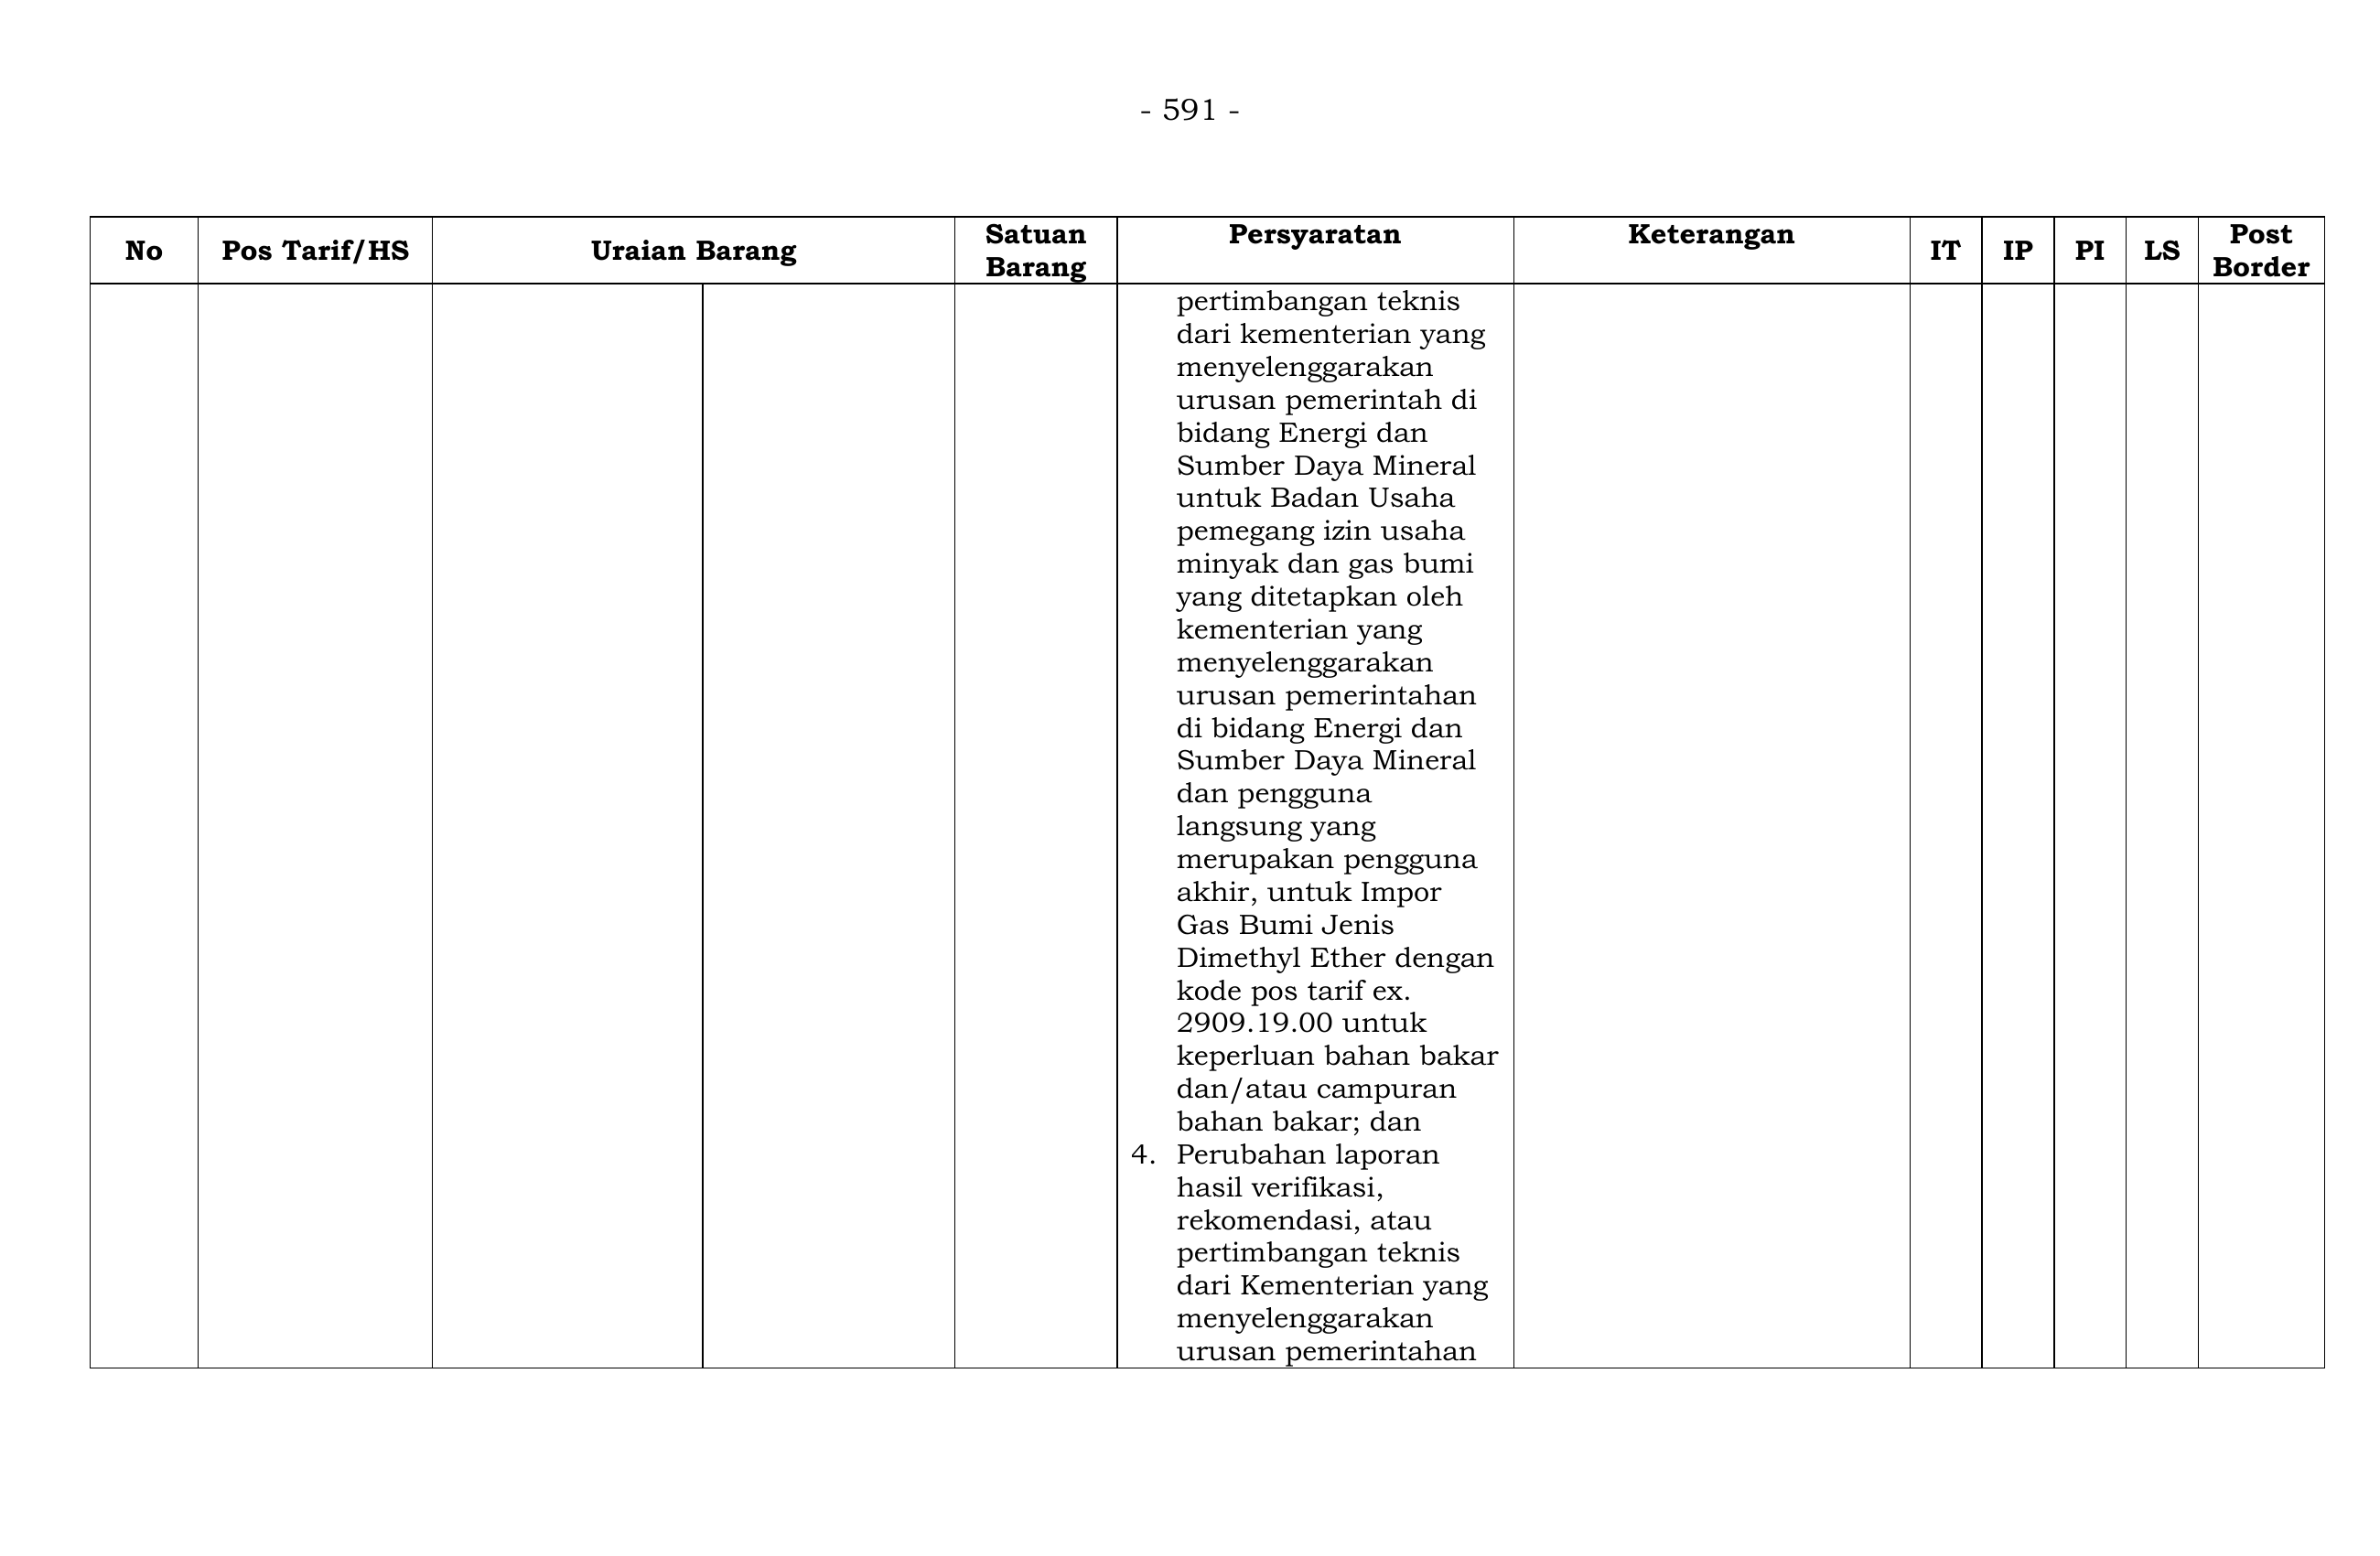 - 591 -
No Pos Tarif/HS Uraian Barang Satuan Barang Persyaratan Keterangan IT IP PI LS Post Border
pertimbangan teknis
dari kementerian yang
menyelenggarakan
urusan pemerintah di
bidang Energi dan
Sumber Daya Mineral
untuk Badan Usaha
pemegang izin usaha
minyak dan gas bumi
yang ditetapkan oleh
kementerian yang
menyelenggarakan
urusan pemerintahan
di bidang Energi dan
Sumber Daya Mineral
dan pengguna
langsung yang
merupakan pengguna
akhir, untuk Impor
Gas Bumi Jenis
Dimethyl Ether dengan
kode pos tarif ex.
2909.19.00 untuk
keperluan bahan bakar
dan/atau campuran
bahan bakar; dan
4. Perubahan laporan
hasil verifikasi,
rekomendasi, atau
pertimbangan teknis
dari Kementerian yang
menyelenggarakan
urusan pemerintahan